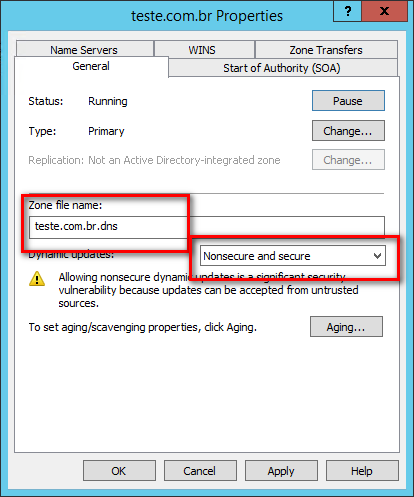 teste.com.br Properties
?
Name Servers
WINS
Zone Transfers
General
Start of Authority (SOA)
Status:
Running
Pause
Type:
Primary
Change...
Replication:
Not an Active Directory-integrated zone
Change...
Zone file name:
teste.com.br.dns
Dynamic updates:
Nonsecure and secure
Allowing nonsecure dynamic updates is a significant security
vulnerability because updates can be accepted from untrusted
sources.
To set aging/scavenging properties, click Aging.
Aging...
OK
Cancel
Apply
Help